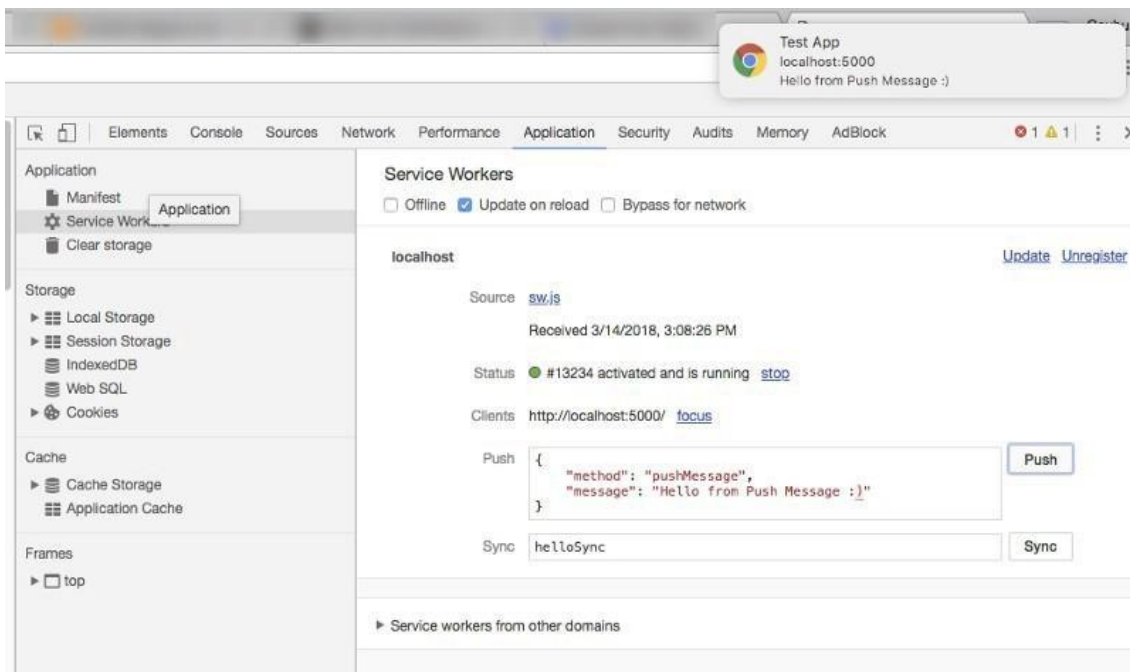 Test App
localhost:5000
Hello from Push Message :)
Elements Console Sources Network Performance Application Security Audits Memory AdBlock 1 1
Application
Manifest
Application
Service Workers
Clear storage
Storage
Local Storage
Session Storage
IndexedDB
Web SQL
Cookies
Cache
Cache Storage
Application Cache
Frames
top
Service Workers
Offline Update on reload Bypass for network
localhost Update Unregister
Source sw.js
Received 3/14/2018, 3:08:26 PM
Status #13234 activated and is running stop
Clients http://localhost:5000/ focus
Push { Push
"method": "pushMessage",
"message": "Hello from Push Message :)"
}
Sync helloSync Sync
Service workers from other domains